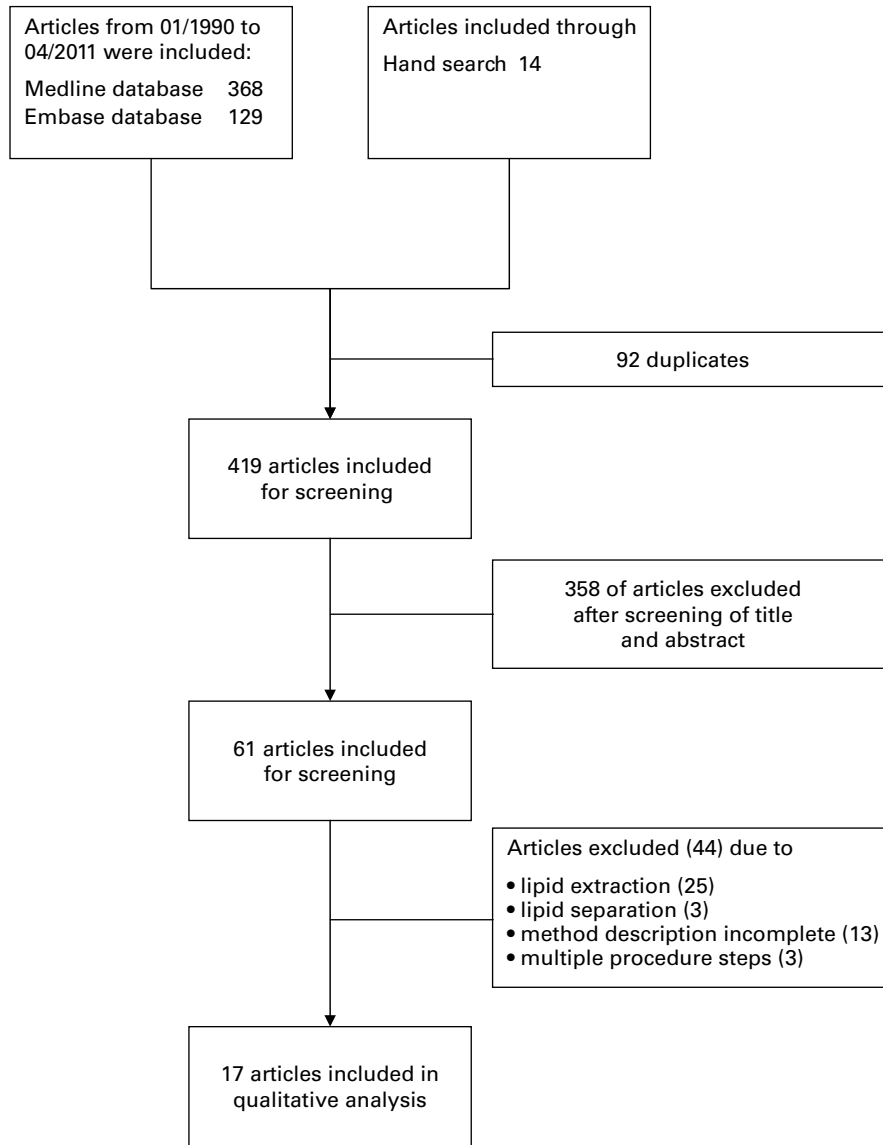 Articles from 01/1990 to
04/2011 were included:
Medline database 368
Embase database 129
Articles included through
Hand search 14
92 duplicates
419 articles included
for screening
358 of articles excluded
after screening of title
and abstract
61 articles included
for screening
Articles excluded (44) due to
• lipid extraction (25)
• lipid separation (3)
• method description incomplete (13)
• multiple procedure steps (3)
17 articles included in
qualitative analysis